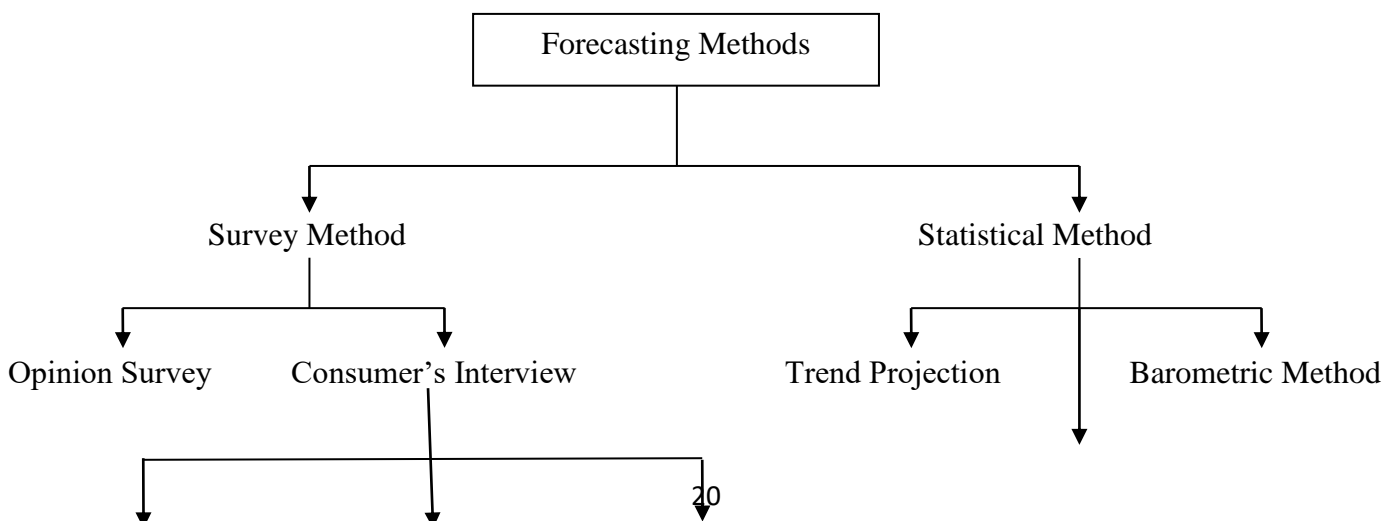 Forecasting Methods
Survey Method Statistical Method
Opinion Survey Consumer’s Interview Trend Projection Barometric Method
20